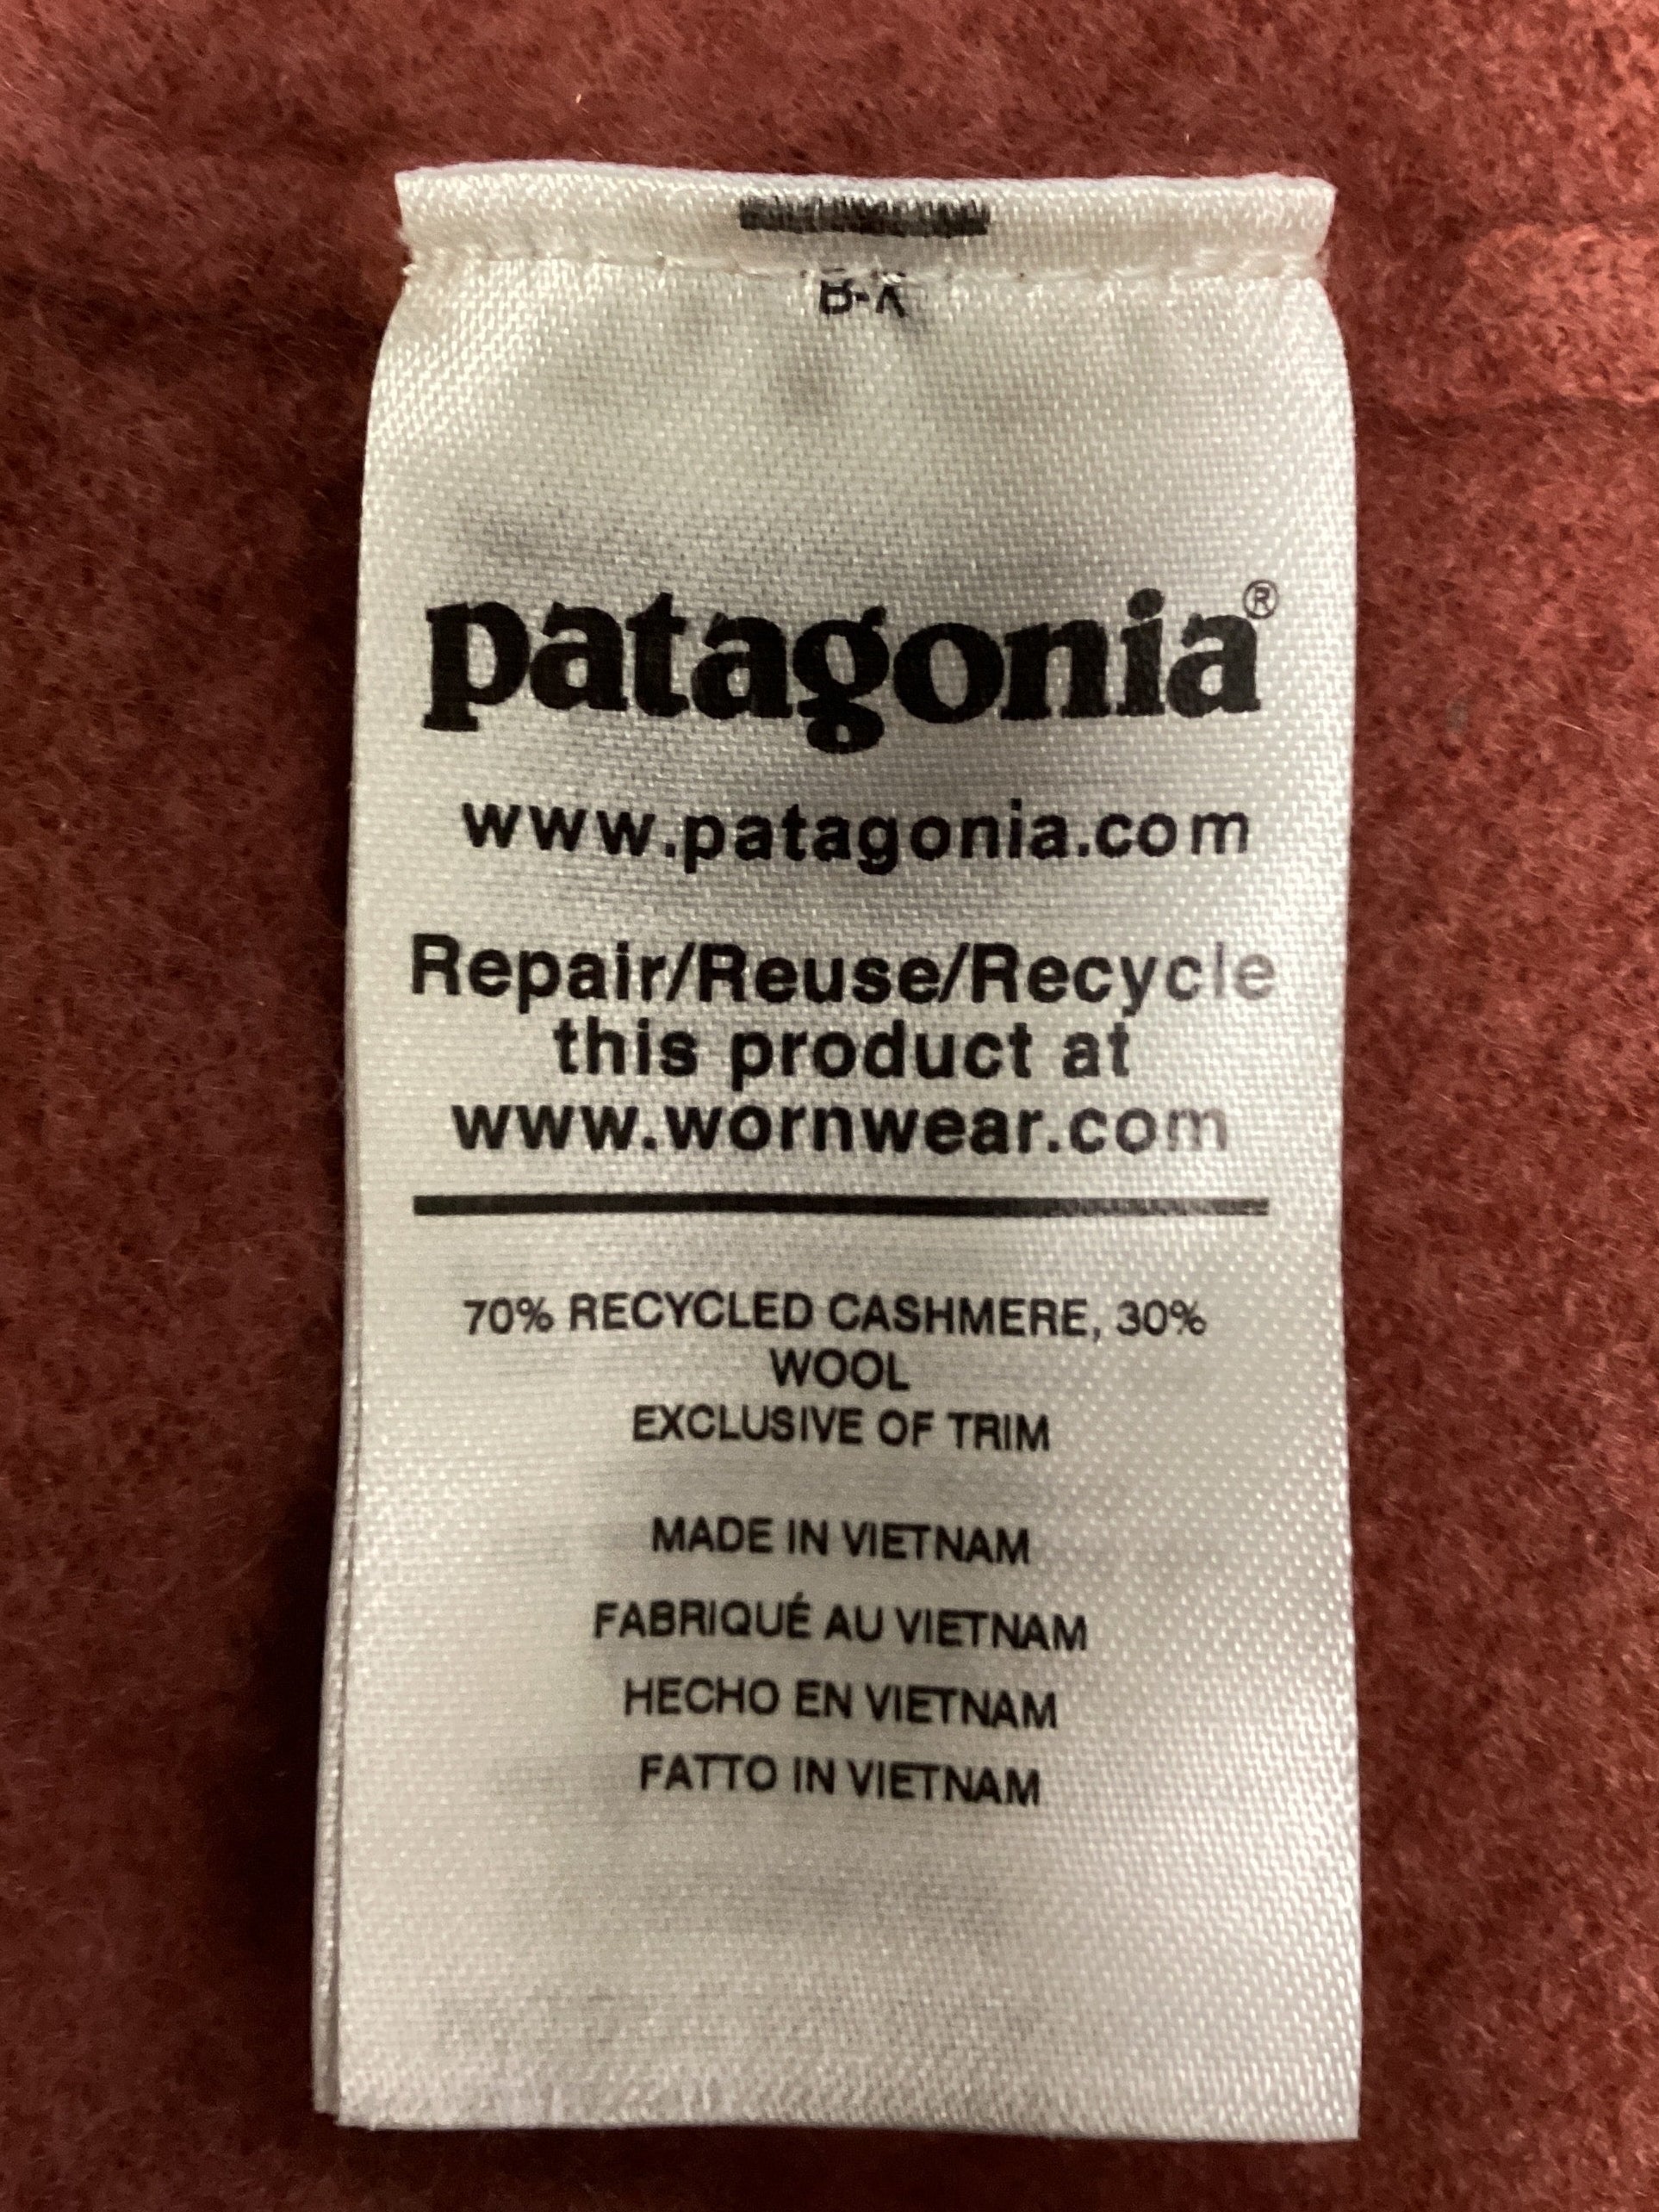 patagonia®
www.patagonia.com
Repair/Reuse/Recycle
this product at
www.wornwear.com
70% RECYCLED CASHMERE, 30%
WOOL
EXCLUSIVE OF TRIM
MADE IN VIETNAM
FABRIQUÉ AU VIETNAM
HECHO EN VIETNAM
FATTO IN VIETNAM